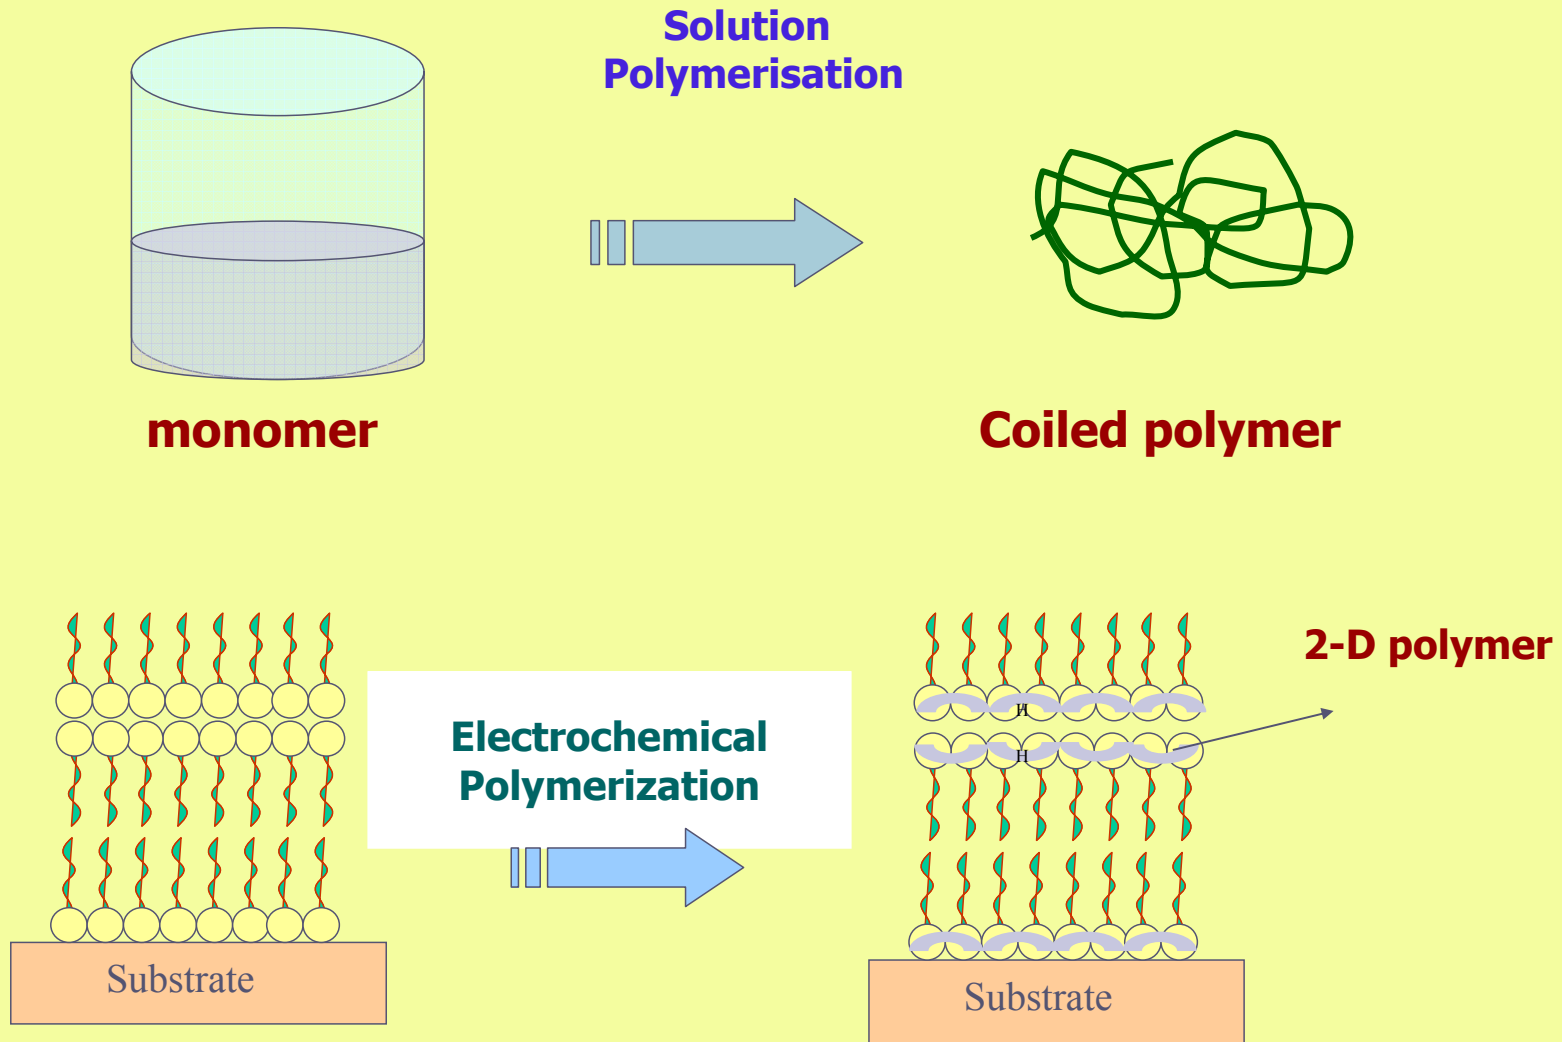 Solution
Polymerisation
monomer
Coiled polymer
2-D polymer
Electrochemical
Polymerization
H
H
Substrate
Substrate